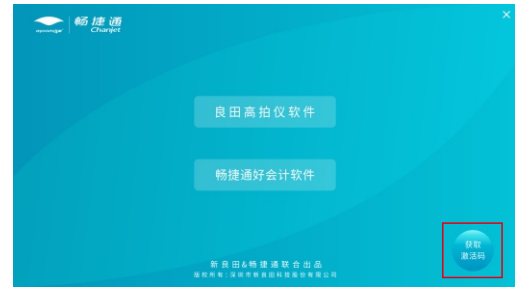 畅捷通
Chanjet
良田高拍仪软件
畅捷通好会计软件
获取
激活码
新良田&畅捷通联合出品
版权所有:深圳市新良田科技股份有限公司